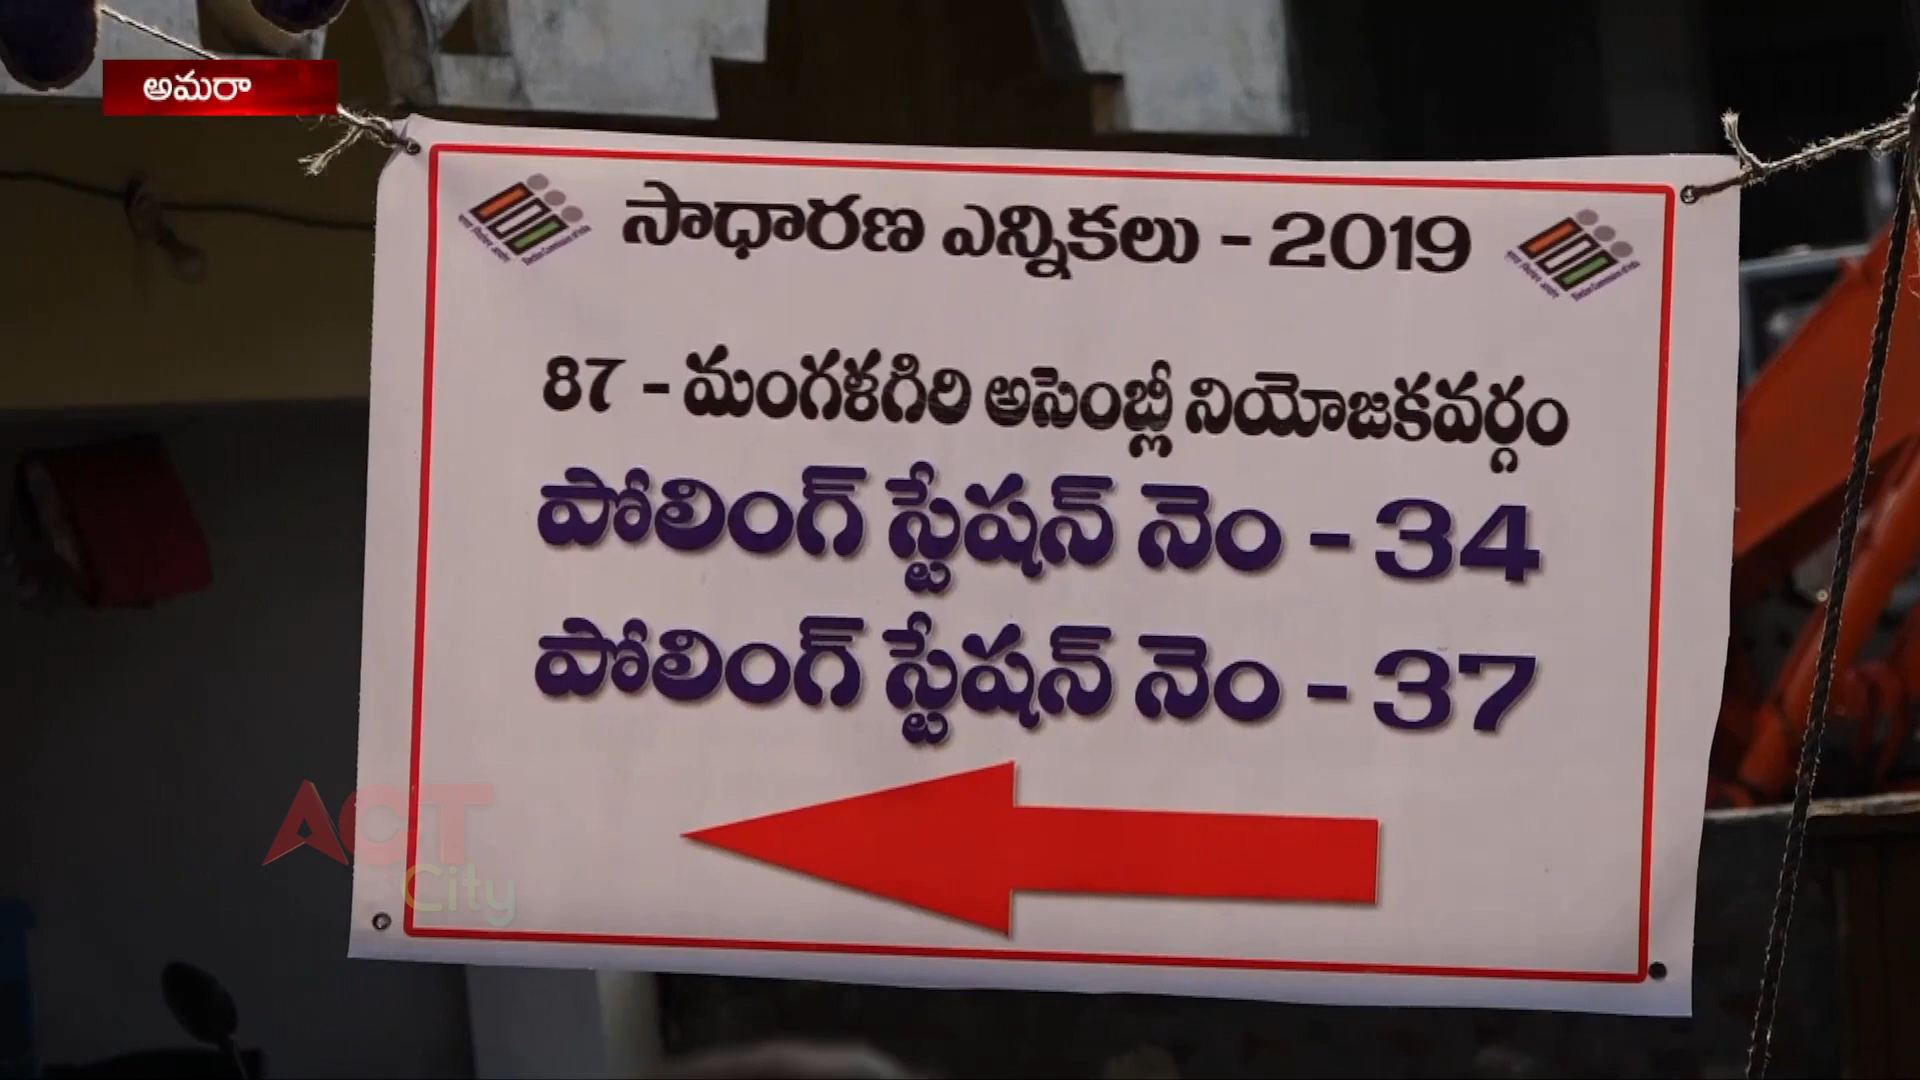 అమరా
సాధారణ ఎన్నికలు - 2019
87 - మంగళగిరి అసెంబ్లీ నియోజకవర్గం
పోలింగ్ స్టేషన్ నెం - 34
పోలింగ్ స్టేషన్ నెం - 37
ACT
City